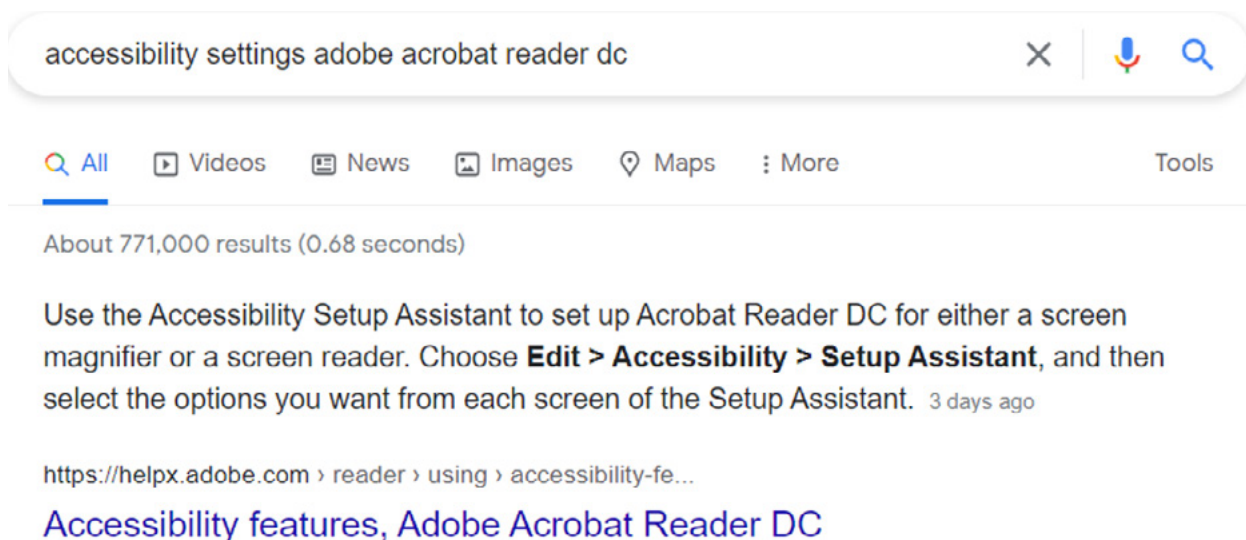 accessibility settings adobe acrobat reader dc
All Videos News Images Maps More Tools
About 771,000 results (0.68 seconds)
Use the Accessibility Setup Assistant to set up Acrobat Reader DC for either a screen
magnifier or a screen reader. Choose Edit > Accessibility > Setup Assistant, and then
select the options you want from each screen of the Setup Assistant. 3 days ago
https://helpx.adobe.com › reader › using › accessibility-fe...
Accessibility features, Adobe Acrobat Reader DC